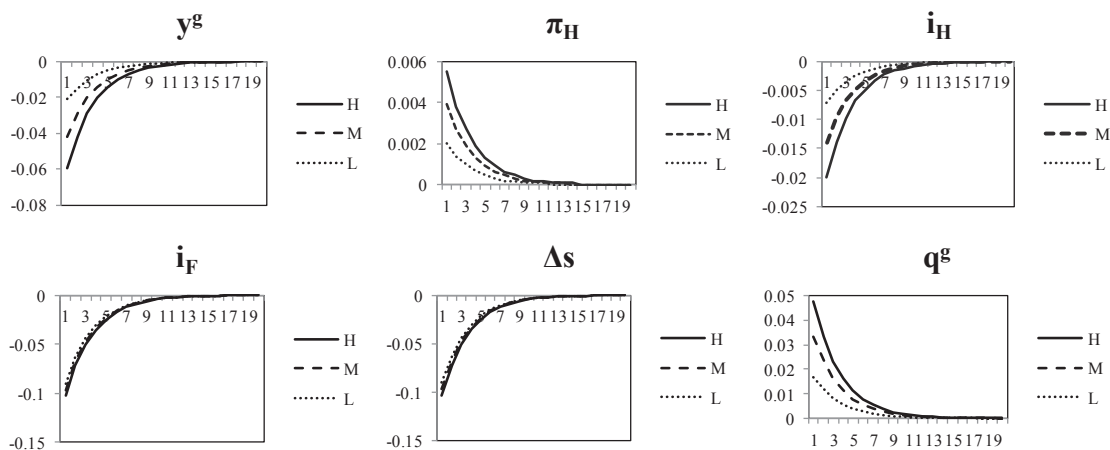 yg πH iH
0
-0.02
-0.04
-0.06
-0.08
1 3 5 7 9 11 13 15 17 19
H
M
L
0.006
0.004
0.002
0
1 3 5 7 9 11 13 15 17 19
H
M
L
0
-0.005
-0.01
-0.015
-0.02
-0.025
1 3 5 7 9 11 13 15 17 19
H
M
L
iF Δs qg
0
-0.05
-0.1
-0.15
1 3 5 7 9 11 13 15 17 19
H
M
L
0
-0.05
-0.1
-0.15
1 3 5 7 9 11 13 15 17 19
H
M
L
0.05
0.04
0.03
0.02
0.01
0
1 3 5 7 9 11 13 15 17 19
H
M
L